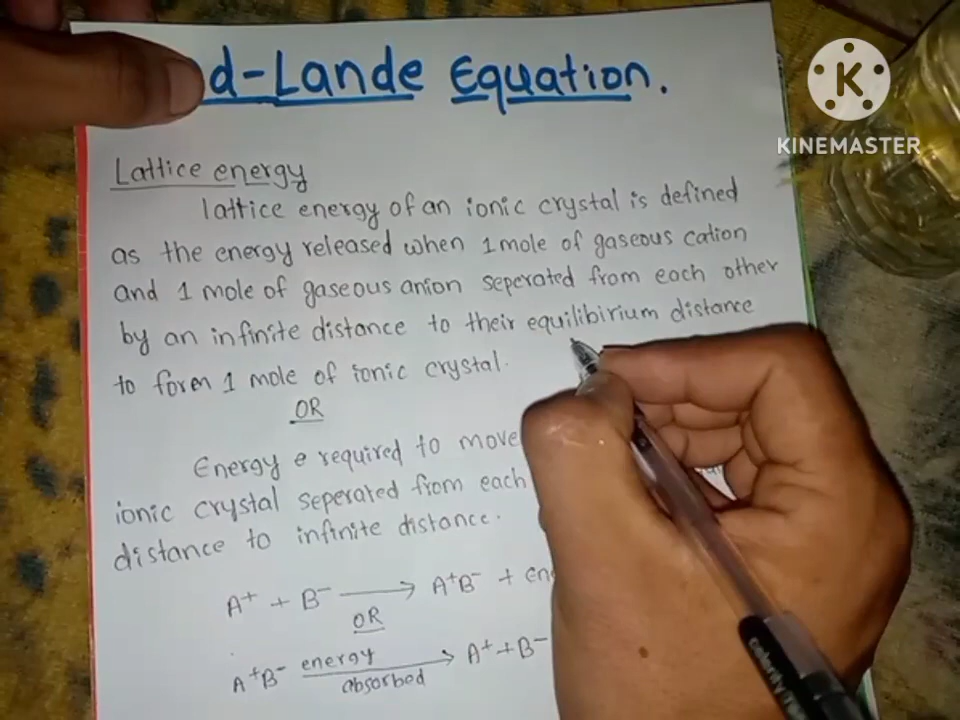 d-Lande Equation.
K
KINEMASTER
Lattice energy
lattice energy of an ionic crystal is defined
as the energy released when 1 mole of gaseous cation
and 1 mole of gaseous anion seperated from each other
by an infinite distance to their equilibirium distance
to form 1 mole of ionic crystal.
OR
Energy e required to move
ionic crystal seperated from each
distance to infinite distance.
A⁺ + B⁻ ⟶ A⁺B⁻ +
OR
A⁺B⁻ energy absorbed ⟶ A⁺ + B⁻